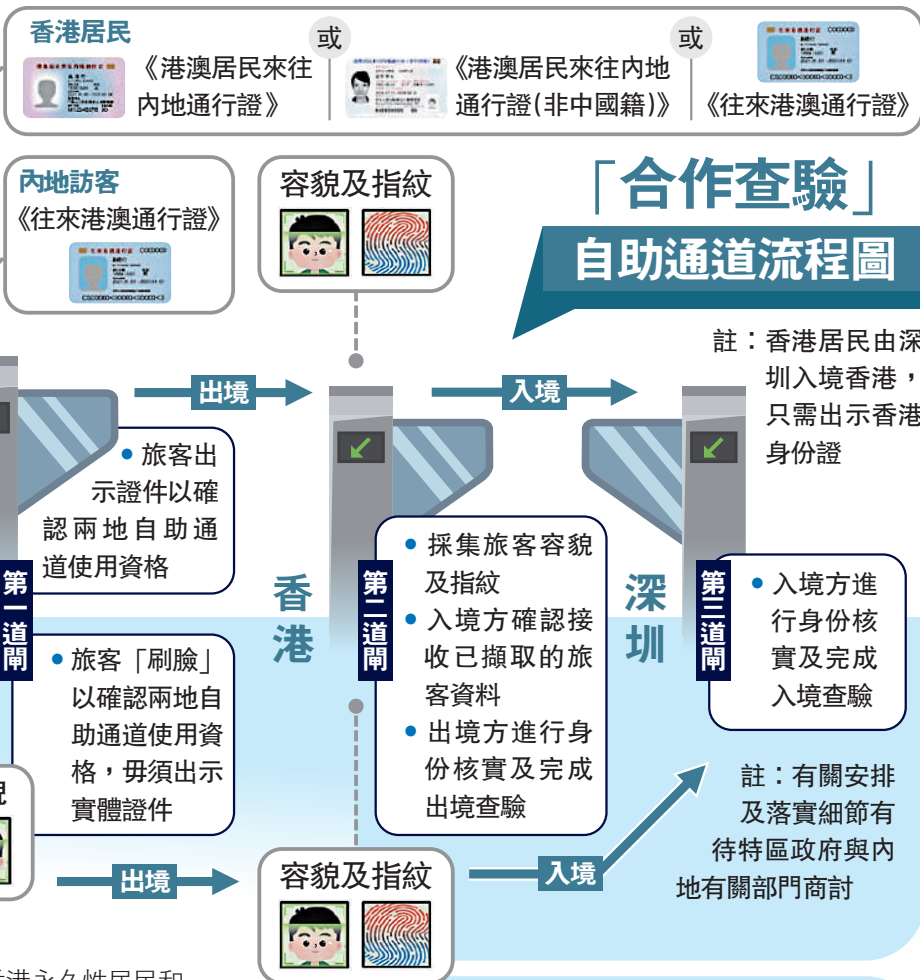 香港居民
《港澳居民來往
內地通行證》
或
《港澳居民來往內地
通行證(非中國籍)》
或
《往來港澳通行證》
內地訪客
《往來港澳通行證》
容貌及指紋
「合作查驗」
自助通道流程圖
註：香港居民由深
圳入境香港，
只需出示香港
身份證
出境
入境
第一道閘
• 旅客出
示證件以確
認兩地自助通
道使用資格
• 旅客「刷臉」
以確認兩地自
助通道使用資
格，毋須出示
實體證件
香港
第二道閘
• 採集旅客容貌
及指紋
• 入境方確認接
收已擷取的旅
客資料
• 出境方進行身
份核實及完成
出境查驗
深圳
第三道閘
• 入境方進
行身份核
實及完成
入境查驗
註：有關安排
及落實細節有
待特區政府與內
地有關部門商討
出境
容貌及指紋
入境
香港永久性居民和